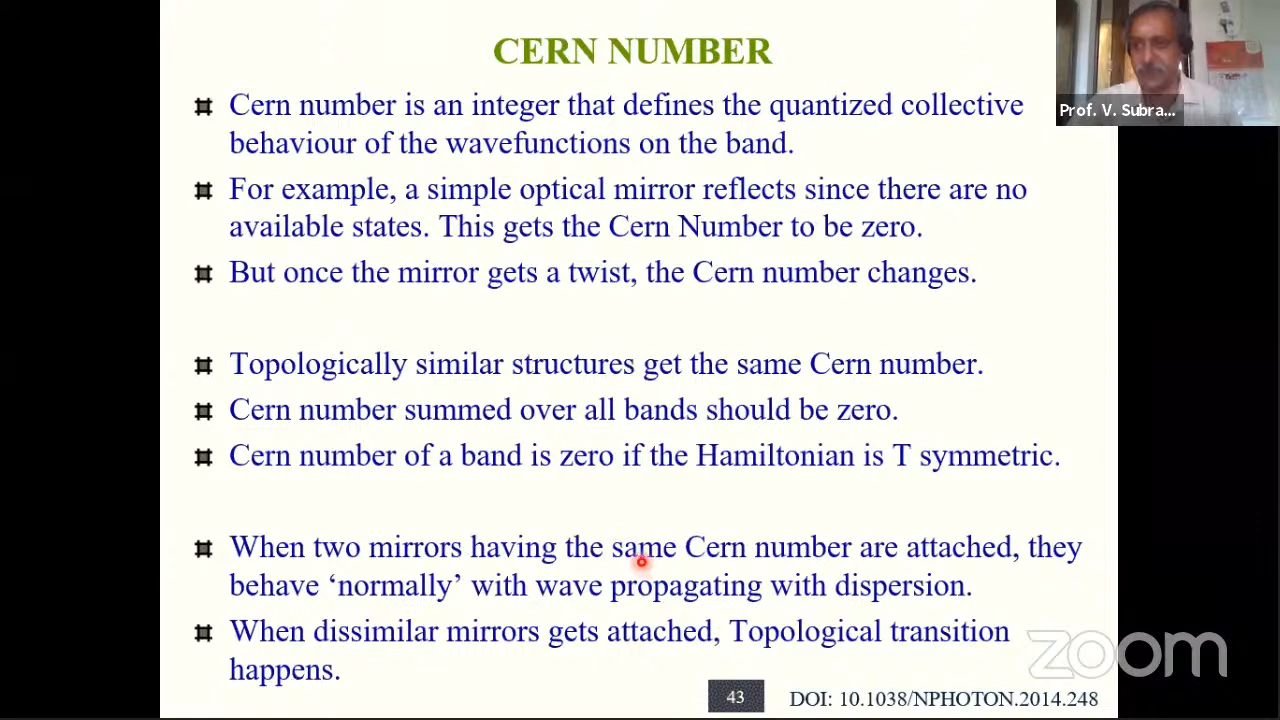 CERN NUMBER
Cern number is an integer that defines the quantized collective
behaviour of the wavefunctions on the band.
For example, a simple optical mirror reflects since there are no
available states. This gets the Cern Number to be zero.
But once the mirror gets a twist, the Cern number changes.
Topologically similar structures get the same Cern number.
Cern number summed over all bands should be zero.
Cern number of a band is zero if the Hamiltonian is T symmetric.
When two mirrors having the same Cern number are attached, they
behave ‘normally’ with wave propagating with dispersion.
When dissimilar mirrors gets attached, Topological transition
happens.
43
DOI: 10.1038/NPHOTON.2014.248
Prof. V. Subra...
zoom